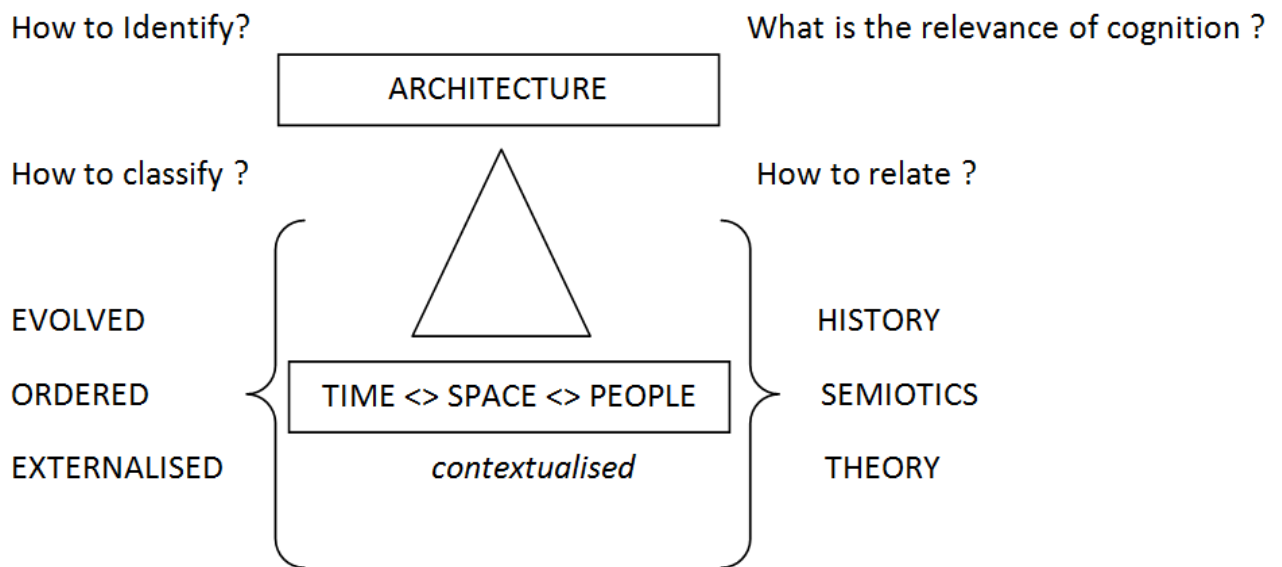 How to Identify?
What is the relevance of cognition ?
ARCHITECTURE
How to classify ?
How to relate ?
EVOLVED
HISTORY
ORDERED
TIME <> SPACE <> PEOPLE
SEMIOTICS
EXTERNALISED
contextualised
THEORY